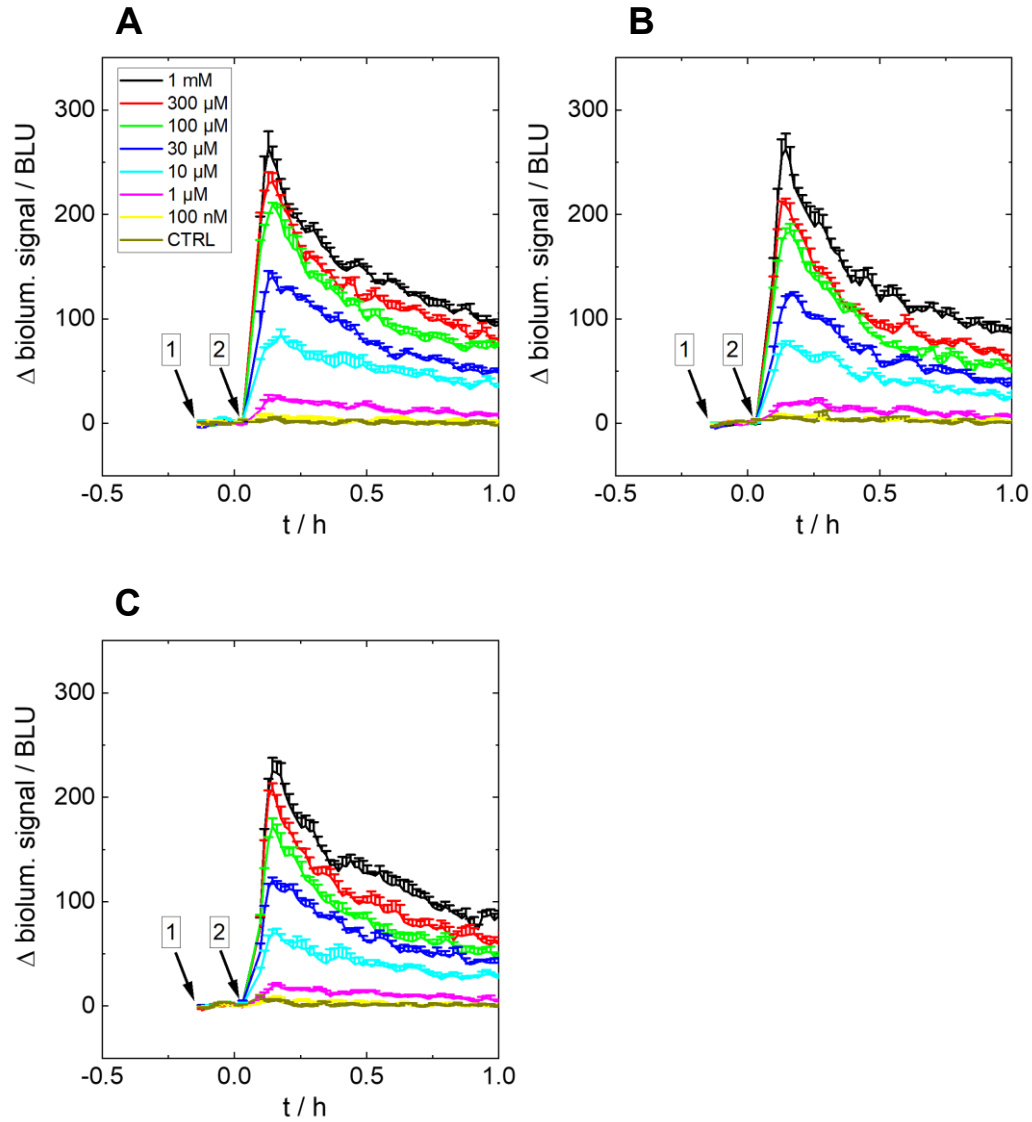 A
B
Δ biolum. signal / BLU
300
200
100
0
1 mM
300 µM
100 µM
30 µM
10 µM
1 µM
100 nM
CTRL
1
2
-0.5
0.0
0.5
1.0
t / h
Δ biolum. signal / BLU
300
200
100
0
1
2
-0.5
0.0
0.5
1.0
t / h
C
Δ biolum. signal / BLU
300
200
100
0
1
2
-0.5
0.0
0.5
1.0
t / h